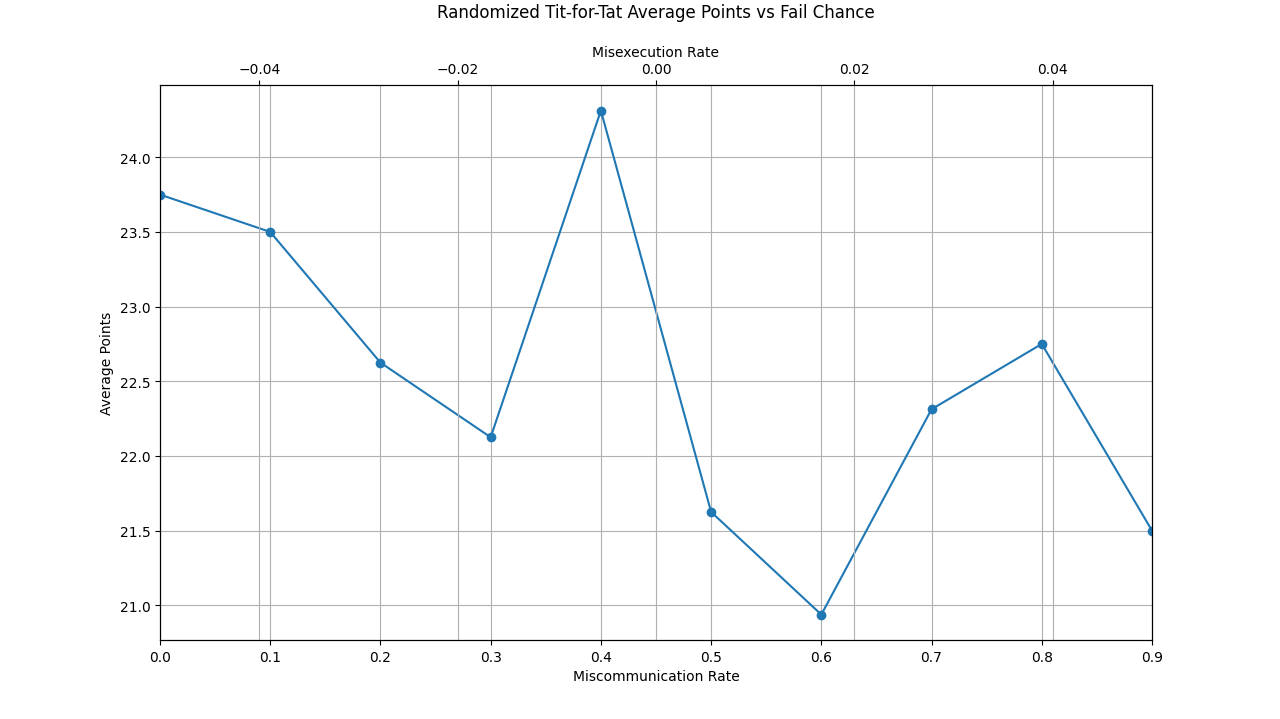 Randomized Tit-for-Tat Average Points vs Fail Chance
Misexecution Rate
−0.04 −0.02 0.00 0.02 0.04
24.0
23.5
23.0
22.5
22.0
21.5
21.0
Average Points
0.0 0.1 0.2 0.3 0.4 0.5 0.6 0.7 0.8 0.9
Miscommunication Rate